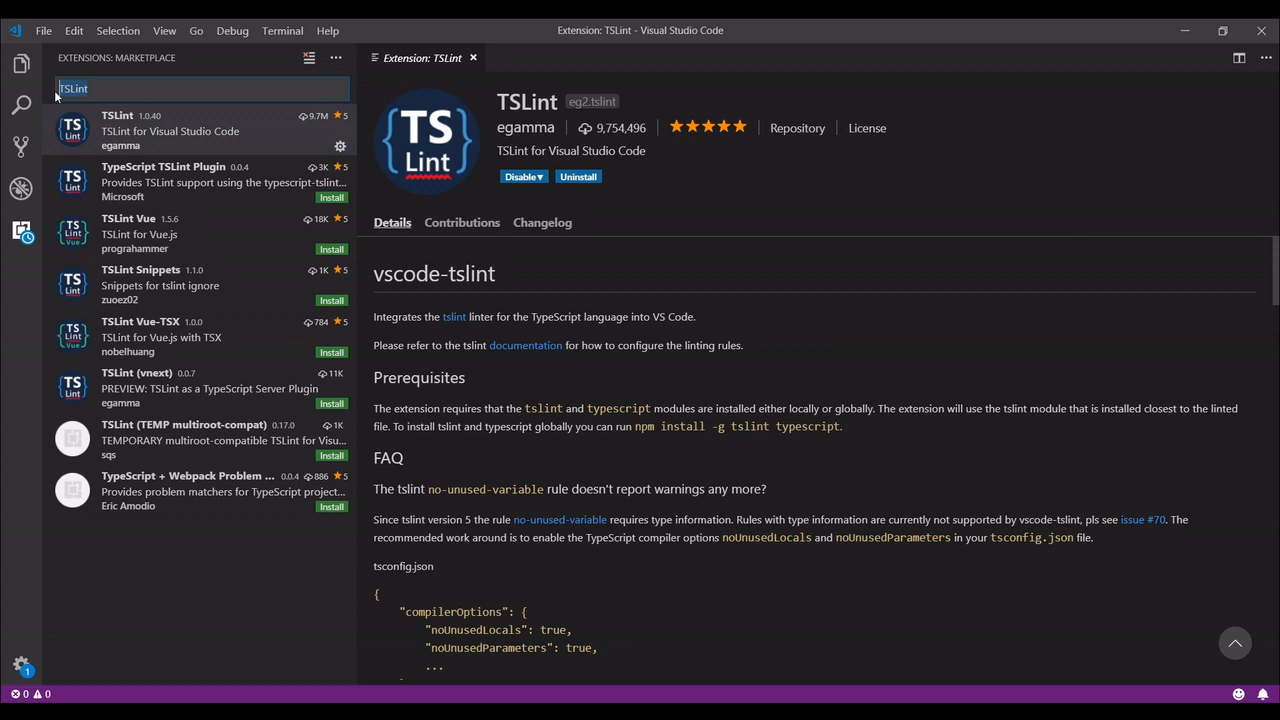 File Edit Selection View Go Debug Terminal Help
Extension: TSLint - Visual Studio Code
EXTENSIONS: MARKETPLACE
TSLint
TSLint 1.0.40 9.7M ★5
TSLint for Visual Studio Code
egamma
TypeScript TSLint Plugin 0.0.4 3K ★5
Provides TSLint support using the typescript-tslint...
Microsoft Install
TSLint Vue 1.5.6 18K ★5
TSLint for Vue.js
prograhammer Install
TSLint Snippets 1.1.0 1K ★5
Snippets for tslint ignore
zuoez02 Install
TSLint Vue-TSX 1.0.0 784 ★5
TSLint for Vue.js with TSX
nobelhuang Install
TSLint (vnext) 0.0.7 11K
PREVIEW: TSLint as a TypeScript Server Plugin
egamma Install
TSLint (TEMP multiroot-compat) 0.17.0 1K
TEMPORARY multiroot-compatible TSLint for Visu...
sqs Install
TypeScript + Webpack Problem ... 0.0.4 886 ★5
Provides problem matchers for TypeScript project...
Eric Amodio Install
Extension: TSLint ×
{TS
Lint}
TSLint eg2.tslint
egamma 9,754,496 ★★★★★ Repository License
TSLint for Visual Studio Code
Disable▾ Uninstall
Details Contributions Changelog
vscode-tslint
Integrates the tslint linter for the TypeScript language into VS Code.
Please refer to the tslint documentation for how to configure the linting rules.
Prerequisites
The extension requires that the tslint and typescript modules are installed either locally or globally. The extension will use the tslint module that is installed closest to the linted
file. To install tslint and typescript globally you can run npm install -g tslint typescript.
FAQ
The tslint no-unused-variable rule doesn't report warnings any more?
Since tslint version 5 the rule no-unused-variable requires type information. Rules with type information are currently not supported by vscode-tslint, pls see issue #70. The
recommended work around is to enable the TypeScript compiler options noUnusedLocals and noUnusedParameters in your tsconfig.json file.
tsconfig.json
{
"compilerOptions": {
"noUnusedLocals": true,
"noUnusedParameters": true,
...
1
0 0